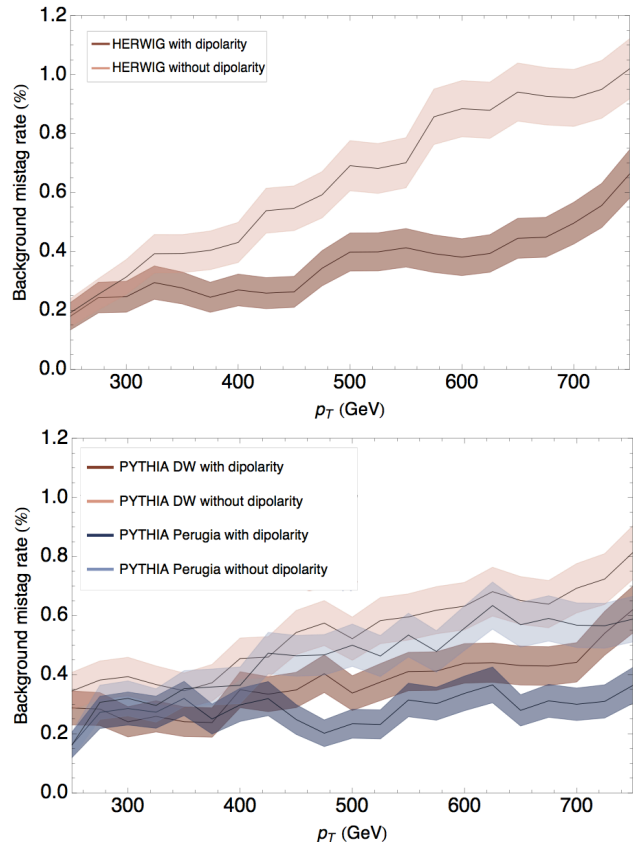 HERWIG with dipolarity
HERWIG without dipolarity
Background mistag rate (%)
1.2
1.0
0.8
0.6
0.4
0.2
0.0
300 400 500 600 700
pT (GeV)
PYTHIA DW with dipolarity
PYTHIA DW without dipolarity
PYTHIA Perugia with dipolarity
PYTHIA Perugia without dipolarity
Background mistag rate (%)
1.2
1.0
0.8
0.6
0.4
0.2
0.0
300 400 500 600 700
pT (GeV)